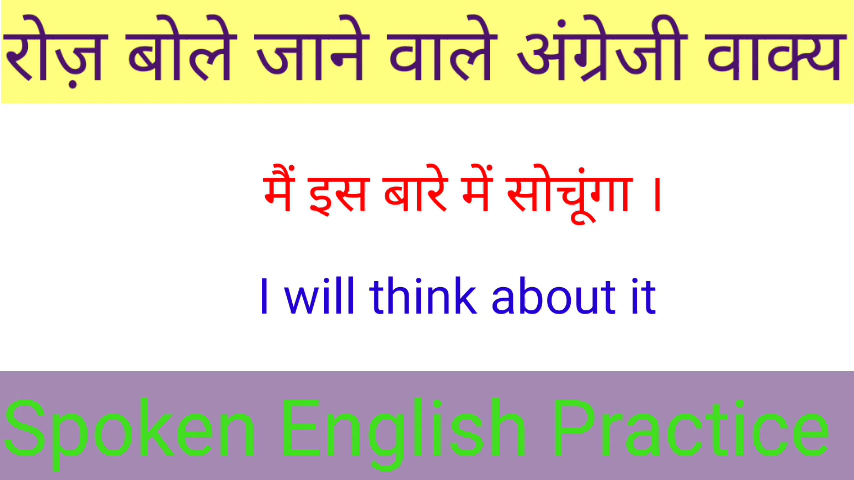 रोज़ बोले जाने वाले अंग्रेजी वाक्य
मैं इस बारे में सोचूंगा ।
I will think about it
Spoken English Practice